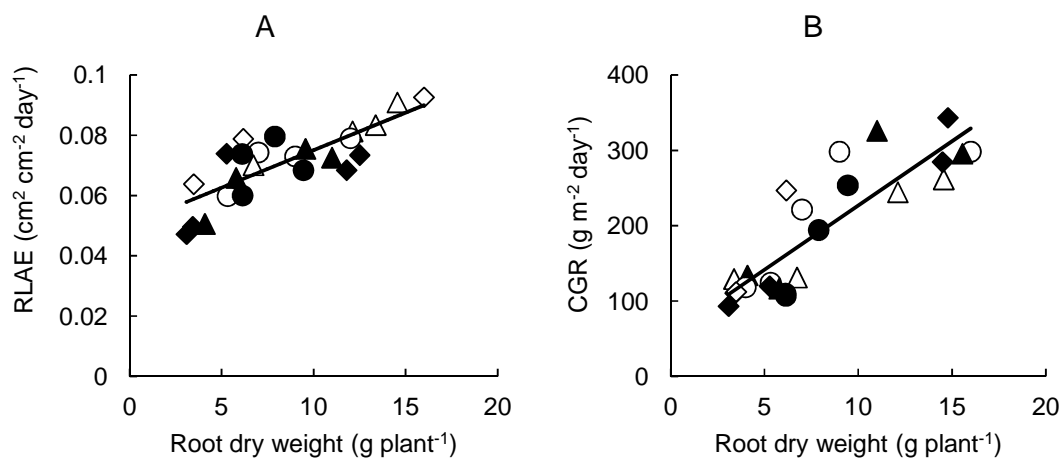 A
RLAE (cm² cm⁻² day⁻¹)
0.1
0.08
0.06
0.04
0.02
0
0 5 10 15 20
Root dry weight (g plant⁻¹)
B
CGR (g m⁻² day⁻¹)
400
300
200
100
0
0 5 10 15 20
Root dry weight (g plant⁻¹)